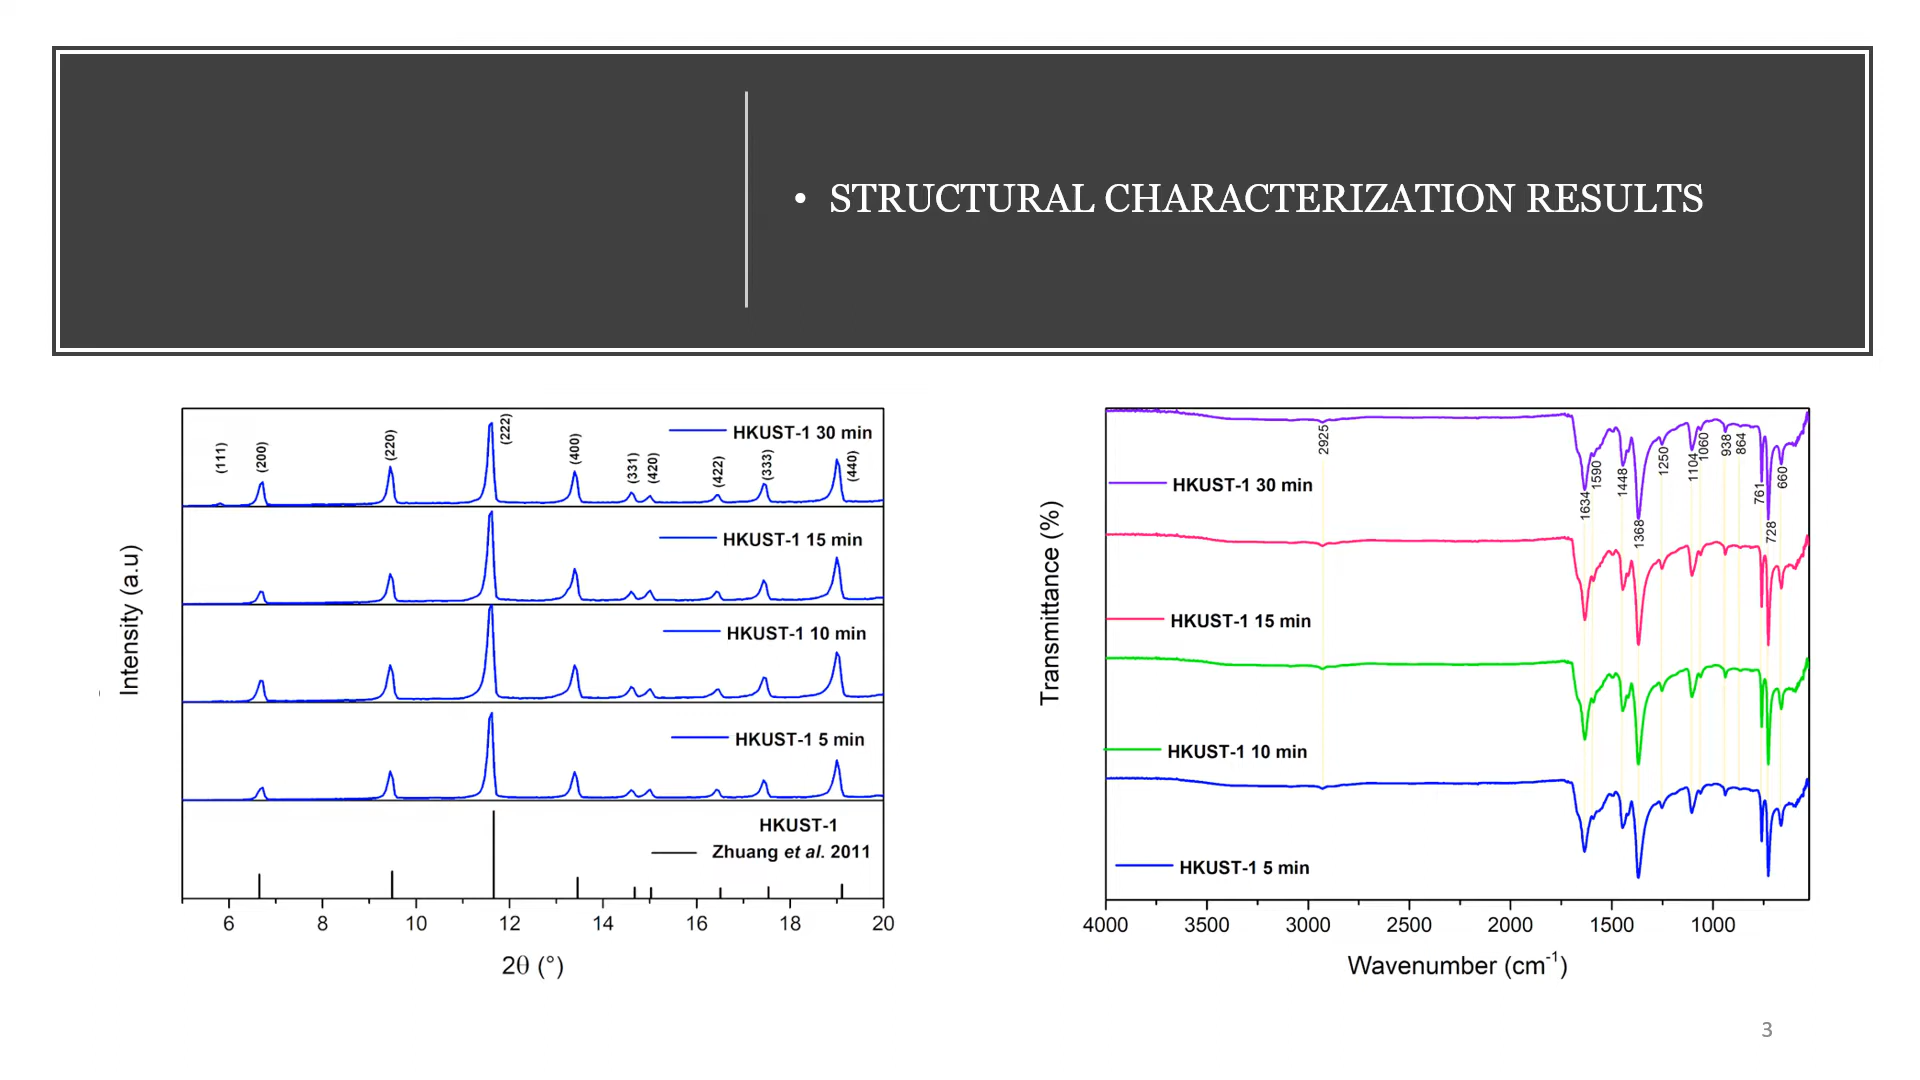 • STRUCTURAL CHARACTERIZATION RESULTS
Intensity (a.u)
(111)
(200)
(220)
(222)
(400)
(331)
(420)
(422)
(333)
(440)
HKUST-1 30 min
HKUST-1 15 min
HKUST-1 10 min
HKUST-1 5 min
HKUST-1
Zhuang et al. 2011
6 8 10 12 14 16 18 20
2θ (°)
Transmittance (%)
2925
1634
1590
1448
1368
1250
1104
1060
938
864
761
728
660
HKUST-1 30 min
HKUST-1 15 min
HKUST-1 10 min
HKUST-1 5 min
4000 3500 3000 2500 2000 1500 1000
Wavenumber (cm⁻¹)
3